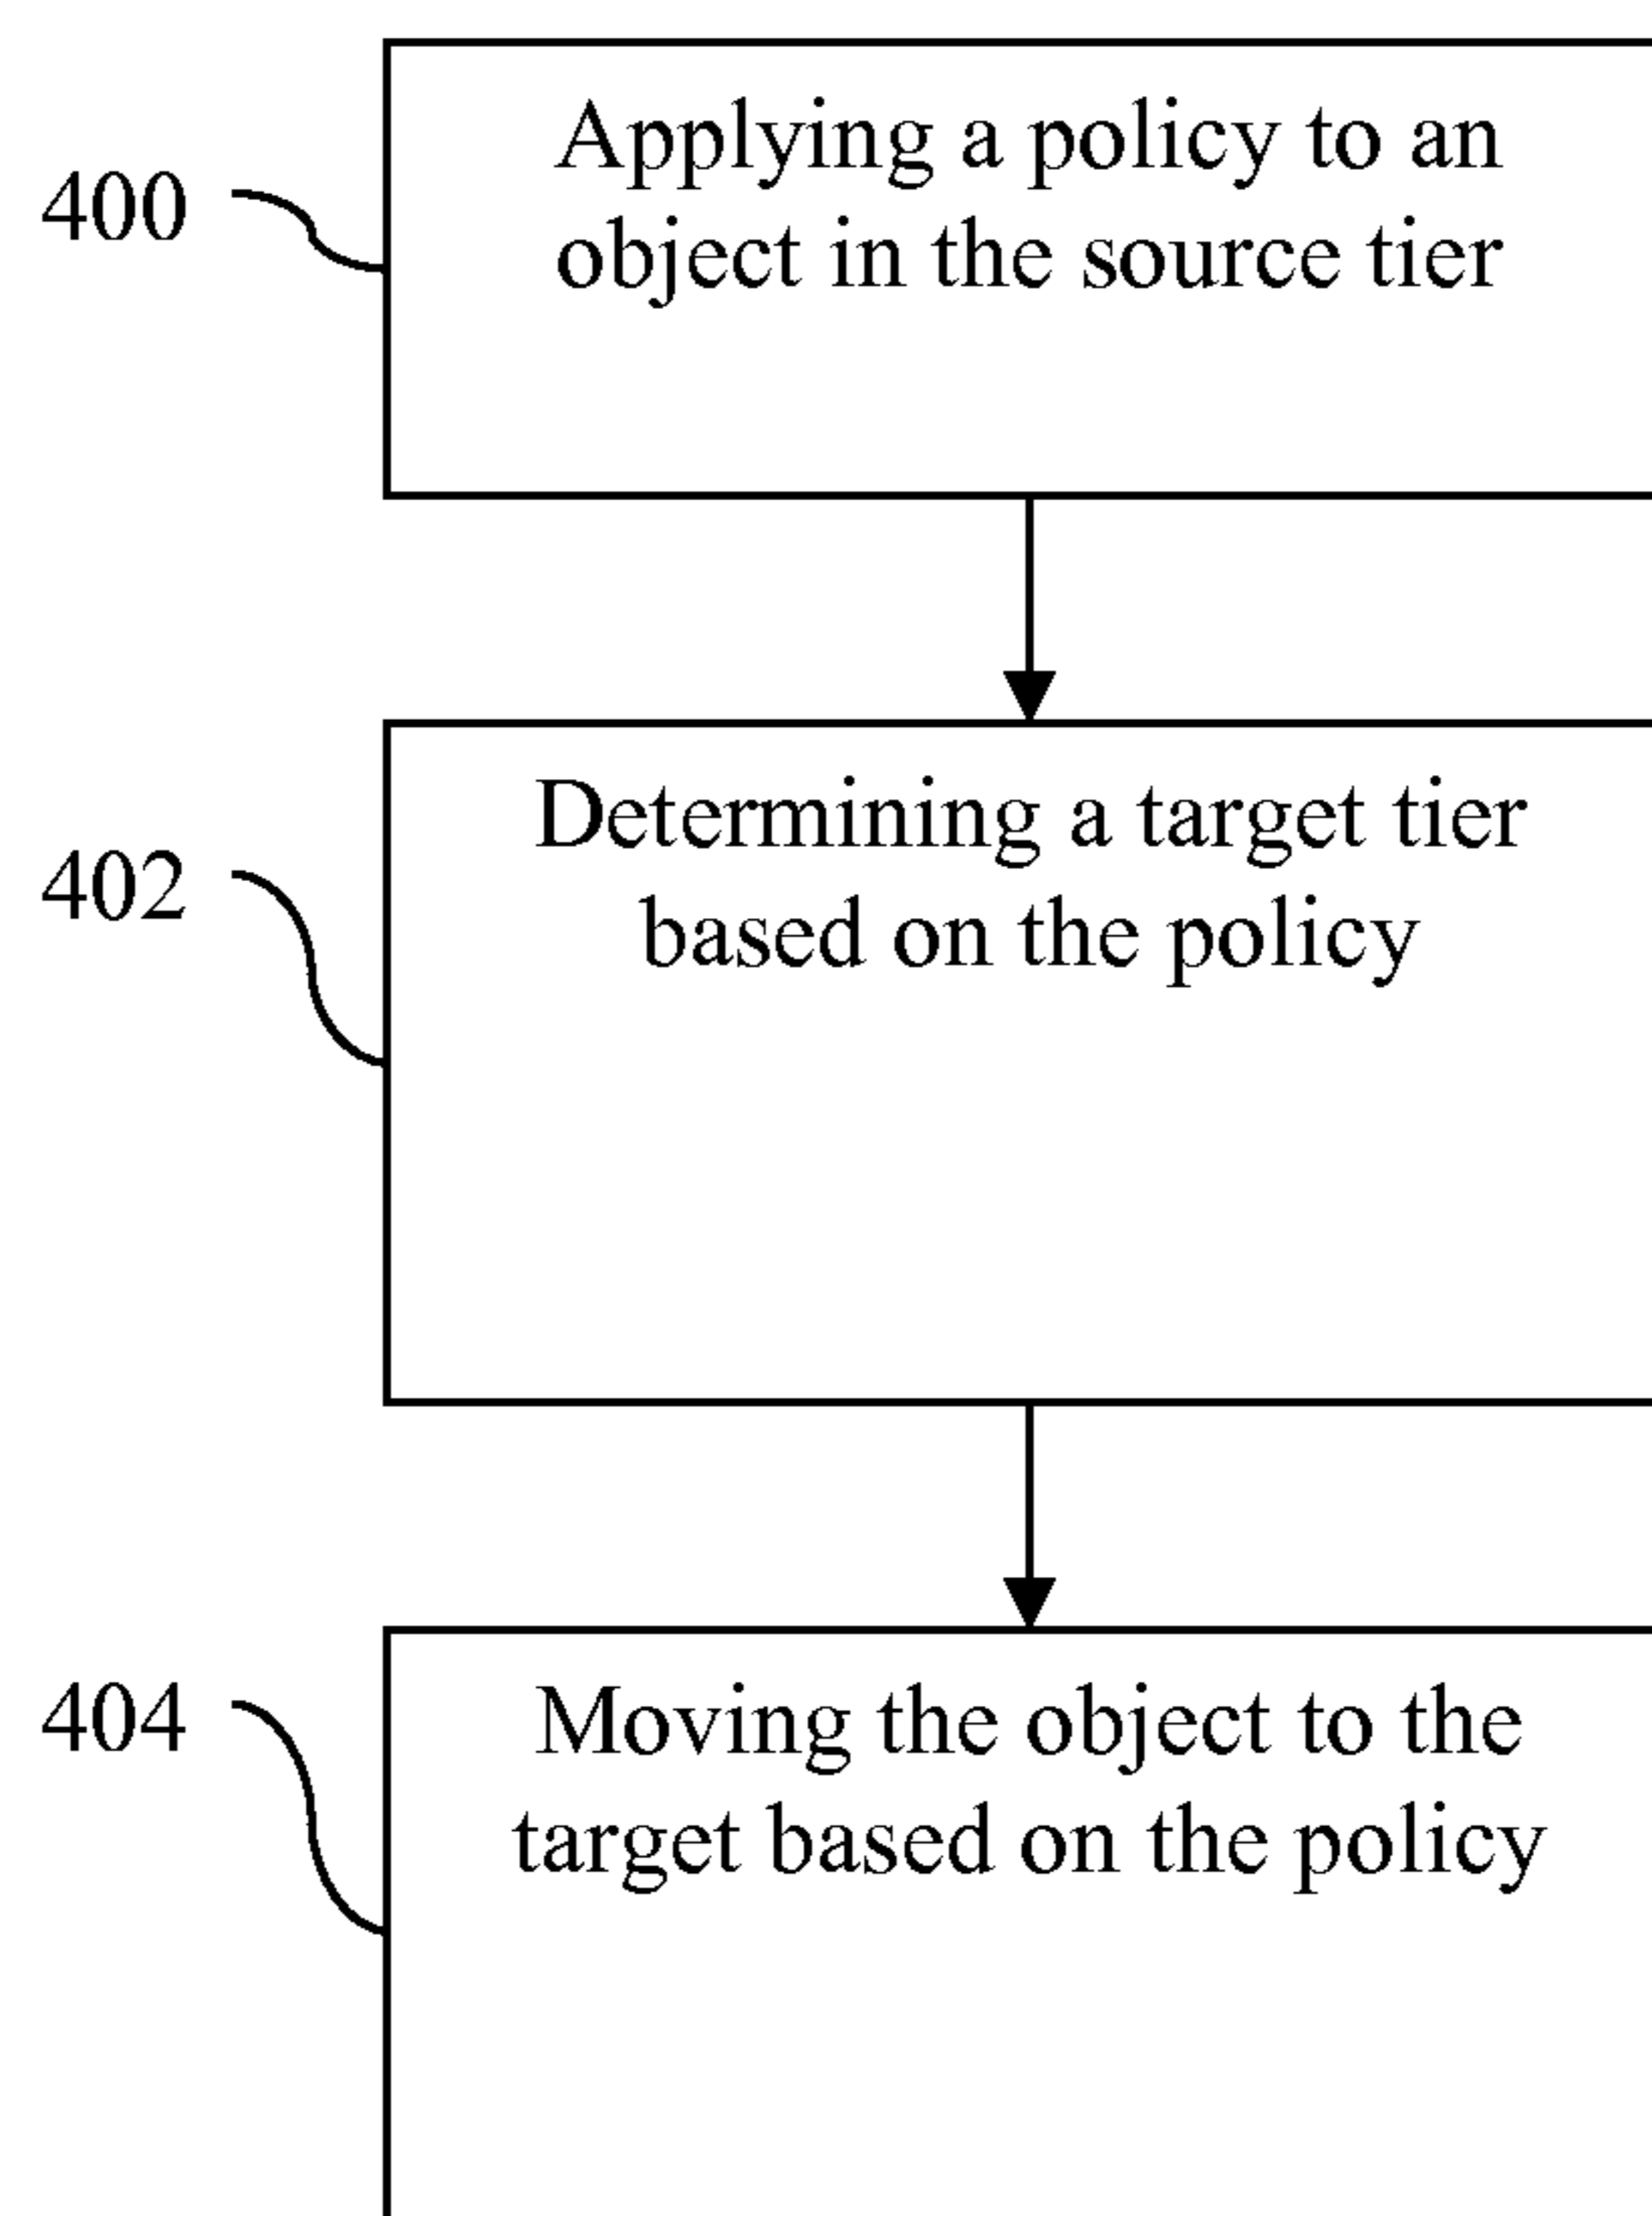 400
Applying a policy to an
object in the source tier
402
Determining a target tier
based on the policy
404
Moving the object to the
target based on the policy